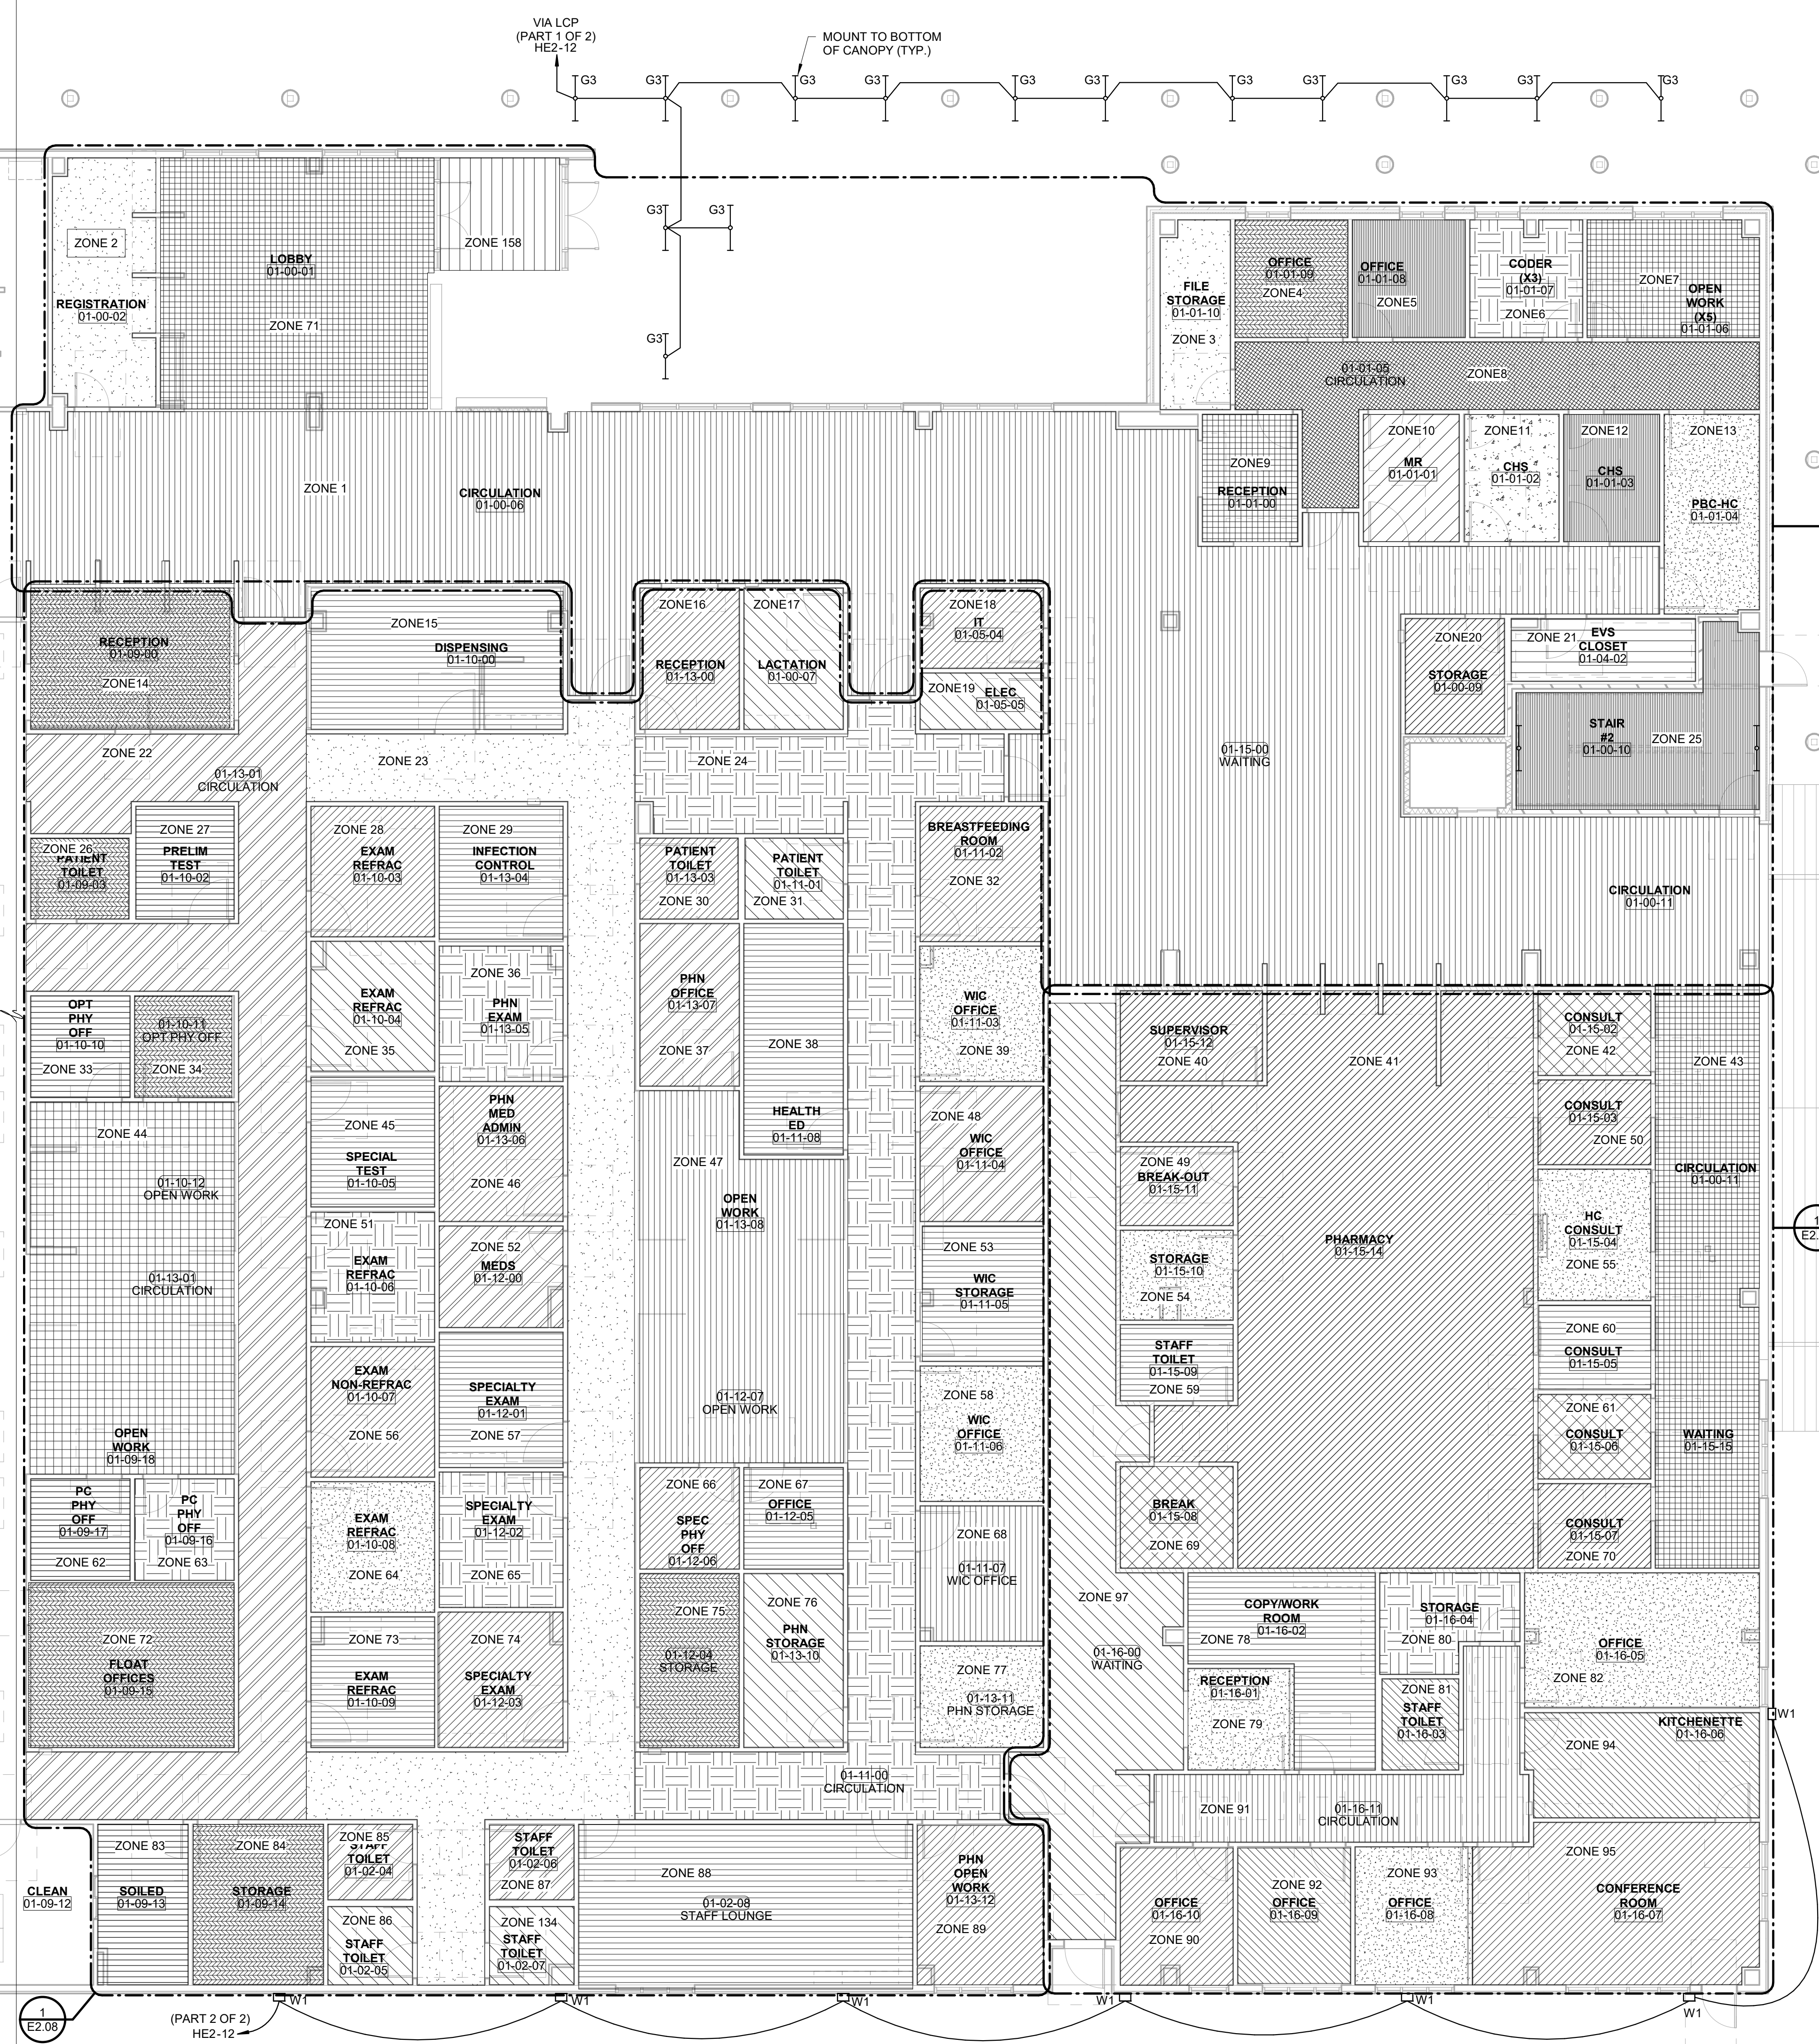 VIA LCP
(PART 1 OF 2)
HE2-12
MOUNT TO BOTTOM
OF CANOPY (TYP.)
G3
G3
G3
G3
G3
G3
G3
G3
G3
G3
G3
G3
G3
G3
ZONE 2
REGISTRATION
01-00-02
LOBBY
01-00-01
ZONE 71
ZONE 158
FILE
STORAGE
01-01-10
ZONE 3
OFFICE
01-01-09
ZONE4
OFFICE
01-01-08
ZONE5
CODER
(X3)
01-01-07
ZONE6
ZONE7
OPEN
WORK
(X5)
01-01-06
01-01-05
CIRCULATION
ZONE8
ZONE 1
CIRCULATION
01-00-06
ZONE9
RECEPTION
01-01-00
ZONE10
MR
01-01-01
ZONE11
CHS
01-01-02
ZONE12
CHS
01-01-03
ZONE13
PBC-HC
01-01-04
RECEPTION
01-09-00
ZONE14
ZONE15
DISPENSING
01-10-00
ZONE16
RECEPTION
01-13-00
ZONE17
LACTATION
01-00-07
ZONE18
IT
01-05-04
ZONE19
ELEC
01-05-05
ZONE20
STORAGE
01-00-09
ZONE 21
EVS
CLOSET
01-04-02
STAIR
#2
01-00-10
ZONE 25
01-15-00
WAITING
ZONE 22
01-13-01
CIRCULATION
ZONE 23
ZONE 24
ZONE 26
PATIENT
TOILET
01-09-03
ZONE 27
PRELIM
TEST
01-10-02
ZONE 28
EXAM
REFRAC
01-10-03
ZONE 29
INFECTION
CONTROL
01-13-04
PATIENT
TOILET
01-13-03
ZONE 30
PATIENT
TOILET
01-11-01
ZONE 31
BREASTFEEDING
ROOM
01-11-02
ZONE 32
CIRCULATION
01-00-11
OPT
PHY
OFF
01-10-10
ZONE 33
01-10-11
OPT PHY OFF
ZONE 34
EXAM
REFRAC
01-10-04
ZONE 35
ZONE 36
PHN
EXAM
01-13-05
PHN
OFFICE
01-13-07
ZONE 37
ZONE 38
HEALTH
ED
01-11-08
WIC
OFFICE
01-11-03
ZONE 39
SUPERVISOR
01-15-12
ZONE 40
ZONE 41
CONSULT
01-15-02
ZONE 42
ZONE 43
ZONE 44
01-10-12
OPEN WORK
ZONE 45
SPECIAL
TEST
01-10-05
PHN
MED
ADMIN
01-13-06
ZONE 46
ZONE 47
OPEN
WORK
01-13-08
ZONE 48
WIC
OFFICE
01-11-04
ZONE 49
BREAK-OUT
01-15-11
CONSULT
01-15-03
ZONE 50
CIRCULATION
01-00-11
01-13-01
CIRCULATION
ZONE 51
EXAM
REFRAC
01-10-06
ZONE 52
MEDS
01-12-00
ZONE 53
WIC
STORAGE
01-11-05
STORAGE
01-15-10
ZONE 54
PHARMACY
01-15-14
HC
CONSULT
01-15-04
ZONE 55
1
E2.
EXAM
NON-REFRAC
01-10-07
ZONE 56
SPECIALTY
EXAM
01-12-01
ZONE 57
01-12-07
OPEN WORK
ZONE 58
WIC
OFFICE
01-11-06
STAFF
TOILET
01-15-09
ZONE 59
ZONE 60
CONSULT
01-15-05
ZONE 61
CONSULT
01-15-06
WAITING
01-15-15
OPEN
WORK
01-09-18
PC
PHY
OFF
01-09-17
ZONE 62
PC
PHY
OFF
01-09-16
ZONE 63
EXAM
REFRAC
01-10-08
ZONE 64
SPECIALTY
EXAM
01-12-02
ZONE 65
ZONE 66
SPEC
PHY
OFF
01-12-06
ZONE 67
OFFICE
01-12-05
ZONE 68
01-11-07
WIC OFFICE
BREAK
01-15-08
ZONE 69
CONSULT
01-15-07
ZONE 70
ZONE 72
FLOAT
OFFICES
01-09-15
ZONE 73
EXAM
REFRAC
01-10-09
ZONE 74
SPECIALTY
EXAM
01-12-03
ZONE 75
01-12-04
STORAGE
ZONE 76
PHN
STORAGE
01-13-10
ZONE 77
01-13-11
PHN STORAGE
ZONE 97
01-16-00
WAITING
COPY/WORK
ROOM
01-16-02
ZONE 78
RECEPTION
01-16-01
ZONE 79
STORAGE
01-16-04
ZONE 80
ZONE 81
STAFF
TOILET
01-16-03
OFFICE
01-16-05
ZONE 82
W1
KITCHENETTE
01-16-06
ZONE 94
01-11-00
CIRCULATION
ZONE 91
01-16-11
CIRCULATION
ZONE 83
SOILED
01-09-13
CLEAN
01-09-12
ZONE 84
STORAGE
01-09-14
ZONE 85
STAFF
TOILET
01-02-04
ZONE 86
STAFF
TOILET
01-02-05
STAFF
TOILET
01-02-06
ZONE 87
ZONE 134
STAFF
TOILET
01-02-07
ZONE 88
01-02-08
STAFF LOUNGE
PHN
OPEN
WORK
01-13-12
ZONE 89
OFFICE
01-16-10
ZONE 90
ZONE 92
OFFICE
01-16-09
ZONE 93
OFFICE
01-16-08
ZONE 95
CONFERENCE
ROOM
01-16-07
1
E2.08
(PART 2 OF 2)
HE2-12
W1
W1
W1
W1
W1
W1